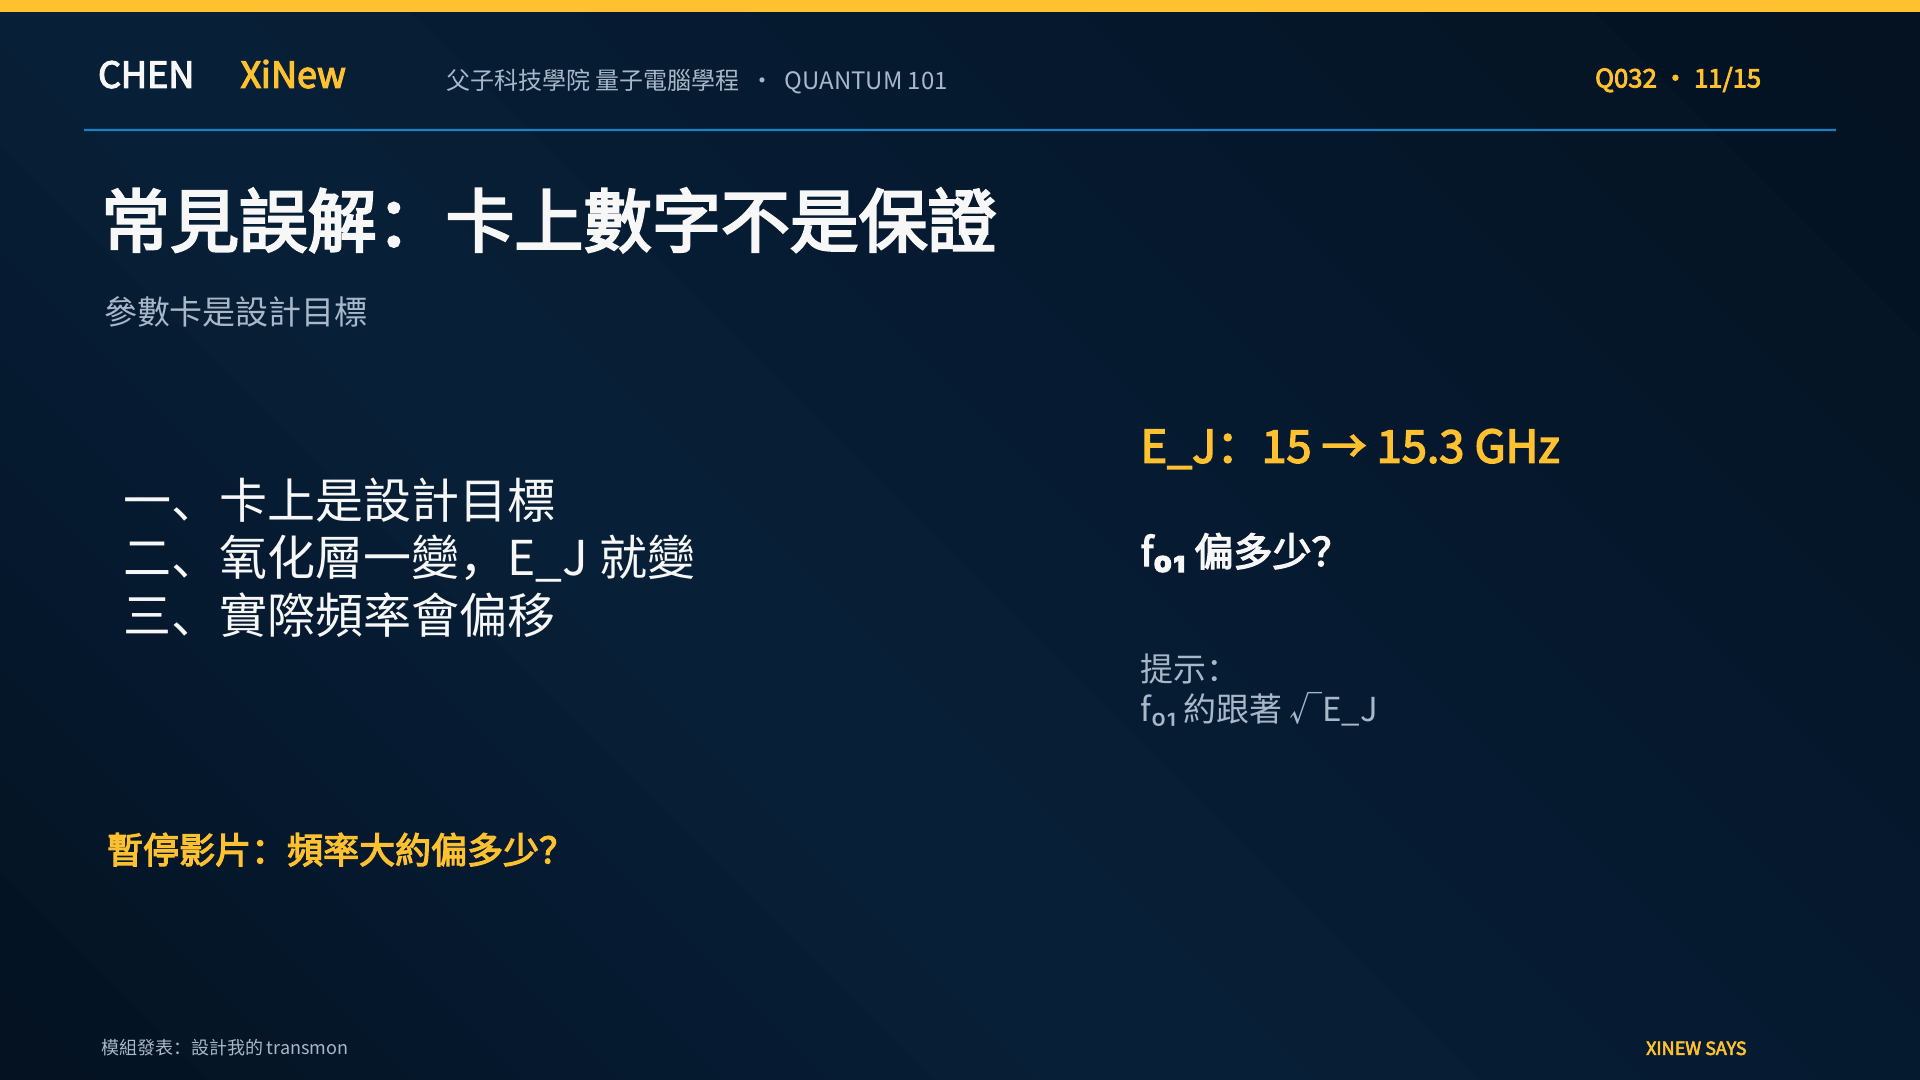 CHEN XiNew 父子科技學院 量子電腦學程 · QUANTUM 101 Q032 · 11/15
常見誤解：卡上數字不是保證
參數卡是設計目標
一、卡上是設計目標
二、氧化層一變，E_J 就變
三、實際頻率會偏移
E_J：15 → 15.3 GHz
f₀₁ 偏多少？
提示：
f₀₁ 約跟著 √E_J
暫停影片：頻率大約偏多少？
模組發表：設計我的 transmon
XINEW SAYS